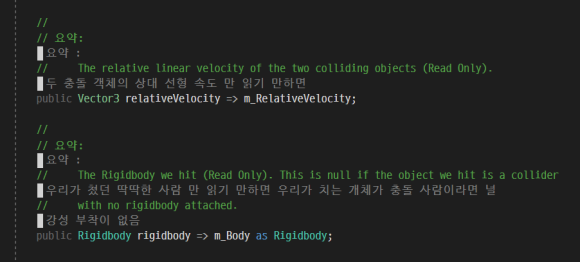 //
// 요약:
요약 :
// The relative linear velocity of the two colliding objects (Read Only).
두 충돌 객체의 상대 선형 속도 만 읽기 만하면
public Vector3 relativeVelocity => m_RelativeVelocity;
//
// 요약:
요약 :
// The Rigidbody we hit (Read Only). This is null if the object we hit is a collider
우리가 쳤던 딱딱한 사람 만 읽기 만하면 우리가 치는 개체가 충돌 사람이라면 널
// with no rigidbody attached.
강성 부착이 없음
public Rigidbody rigidbody => m_Body as Rigidbody;